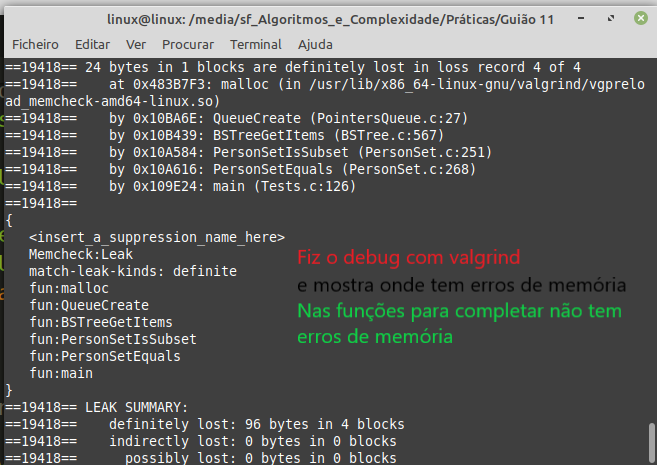 linux@linux: /media/sf_Algoritmos_e_Complexidade/Práticas/Guião 11
Ficheiro Editar Ver Procurar Terminal Ajuda
==19418== 24 bytes in 1 blocks are definitely lost in loss record 4 of 4
==19418==    at 0x483B7F3: malloc (in /usr/lib/x86_64-linux-gnu/valgrind/vgprelo
ad_memcheck-amd64-linux.so)
==19418==    by 0x10BA6E: QueueCreate (PointersQueue.c:27)
==19418==    by 0x10B439: BSTreeGetItems (BSTree.c:567)
==19418==    by 0x10A584: PersonSetIsSubset (PersonSet.c:251)
==19418==    by 0x10A616: PersonSetEquals (PersonSet.c:268)
==19418==    by 0x109E24: main (Tests.c:126)
==19418==
{
   <insert_a_suppression_name_here>
   Memcheck:Leak
   match-leak-kinds: definite
   fun:malloc
   fun:QueueCreate
   fun:BSTreeGetItems
   fun:PersonSetIsSubset
   fun:PersonSetEquals
   fun:main
}
Fiz o debug com valgrind
e mostra onde tem erros de memória
Nas funções para completar não tem
erros de memória
==19418== LEAK SUMMARY:
==19418==    definitely lost: 96 bytes in 4 blocks
==19418==    indirectly lost: 0 bytes in 0 blocks
==19418==      possibly lost: 0 bytes in 0 blocks